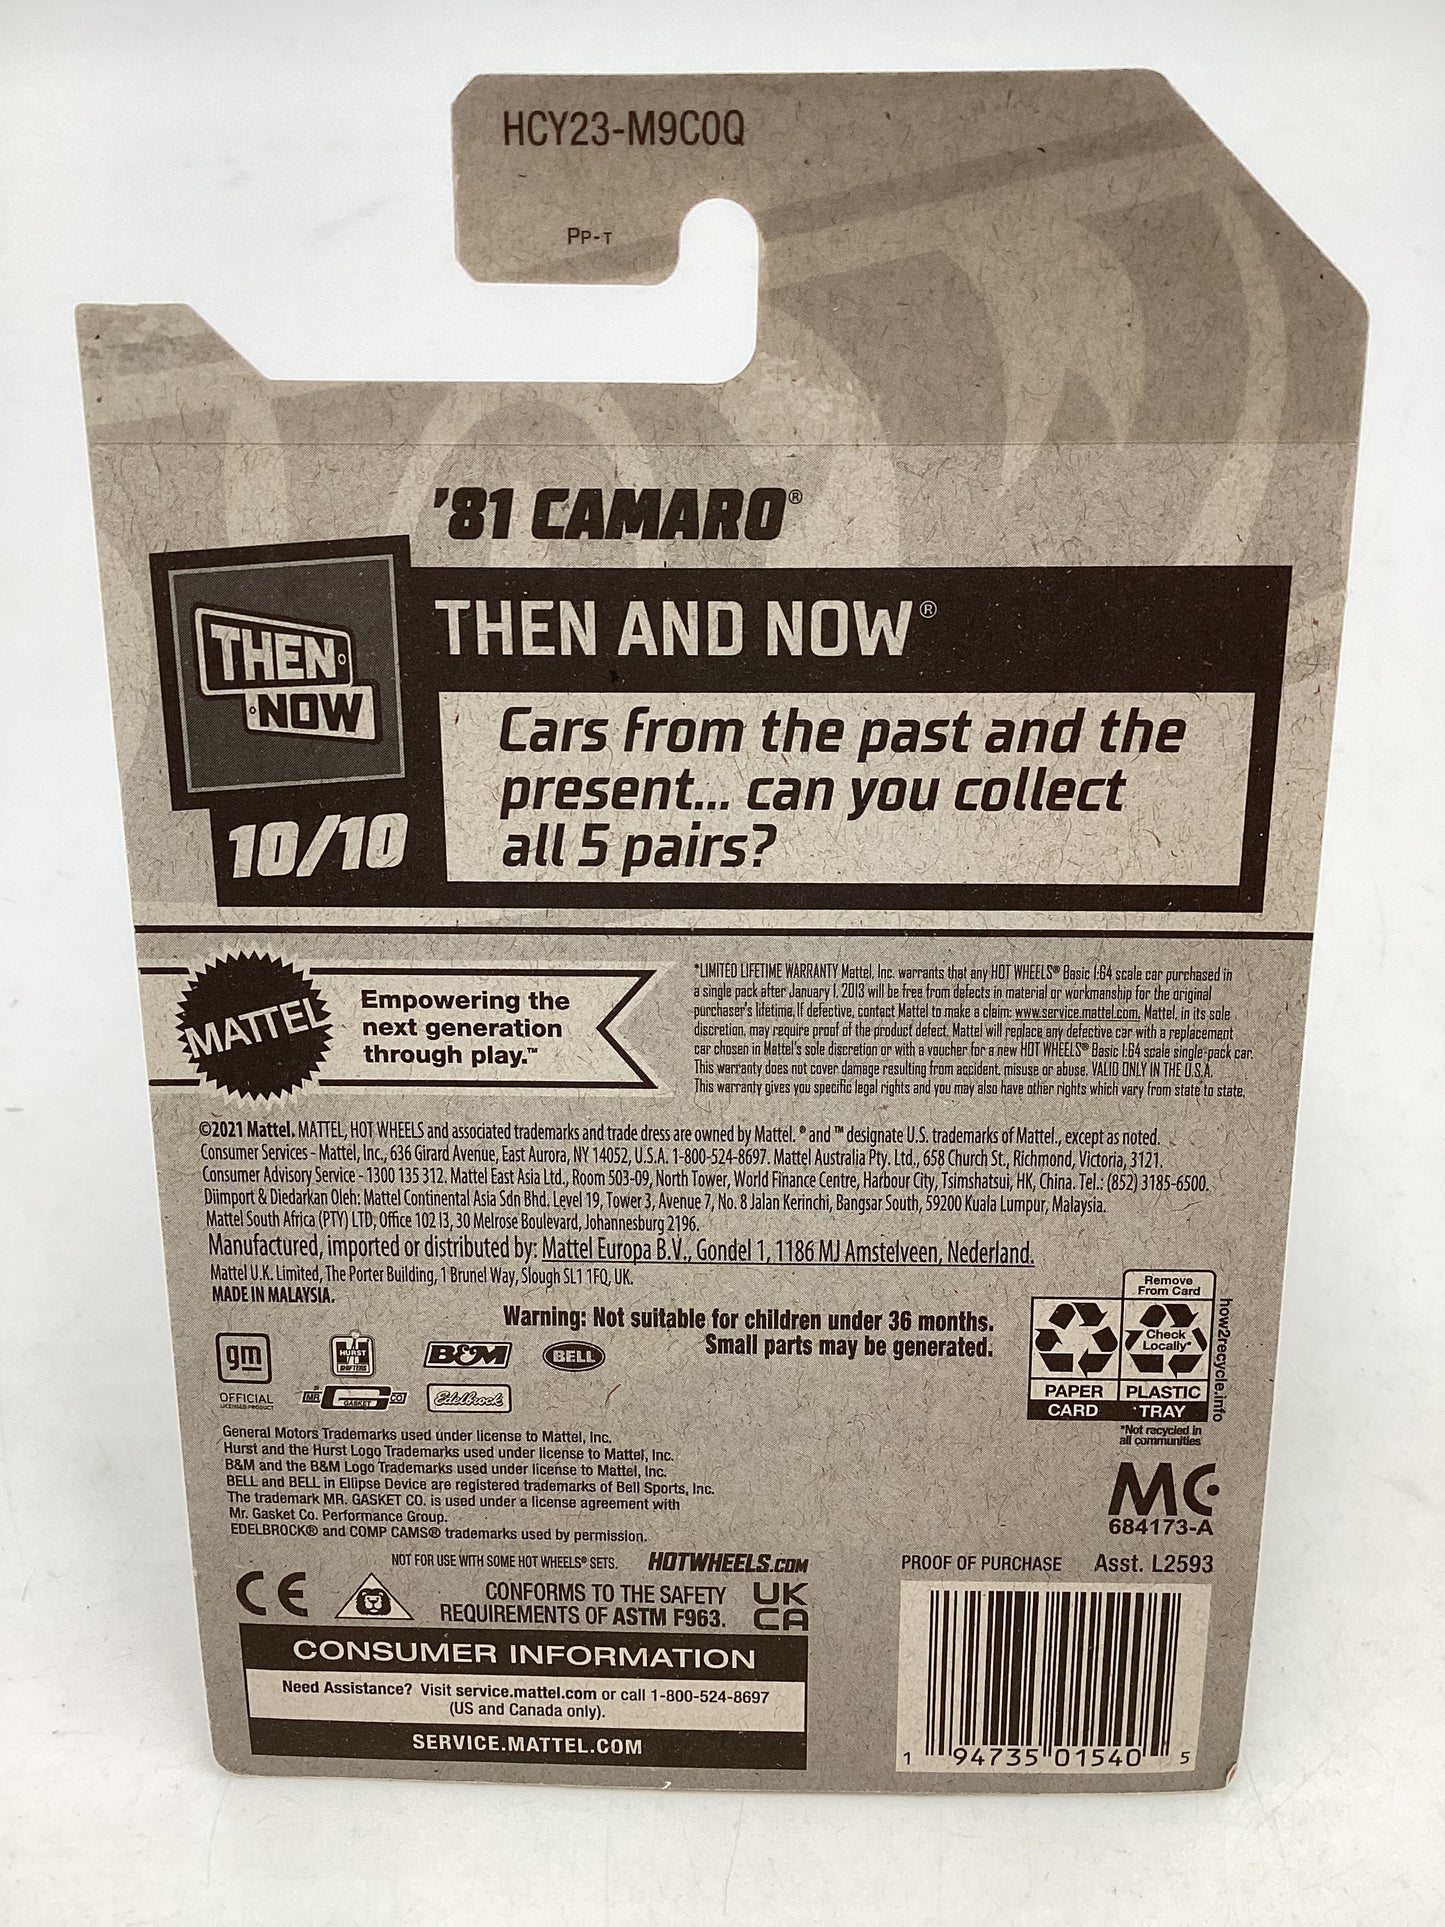 HCY23-M9C0Q
PP-T
'81 CAMARO®
THEN NOW
THEN AND NOW®
10/10
Cars from the past and the
present... can you collect
all 5 pairs?
MATTEL
Empowering the
next generation
through play.™
*LIMITED LIFETIME WARRANTY Mattel, Inc. warrants that any HOT WHEELS® Basic 1:64 scale car purchased in
a single pack after January 1, 2013 will be free from defects in material or workmanship for the original
purchaser's lifetime. If defective, contact Mattel to make a claim: www.service.mattel.com. Mattel, in its sole
discretion, may require proof of the product defect. Mattel will replace any defective car with a replacement
car chosen in Mattel's sole discretion or with a voucher for a new HOT WHEELS® Basic 1:64 scale single-pack car.
This warranty does not cover damage resulting from accident, misuse or abuse. VALID ONLY IN THE U.S.A.
This warranty gives you specific legal rights and you may also have other rights which vary from state to state.
©2021 Mattel. MATTEL, HOT WHEELS and associated trademarks and trade dress are owned by Mattel. ® and ™ designate U.S. trademarks of Mattel., except as noted.
Consumer Services - Mattel, Inc., 636 Girard Avenue, East Aurora, NY 14052, U.S.A. 1-800-524-8697. Mattel Australia Pty. Ltd., 658 Church St., Richmond, Victoria, 3121.
Consumer Advisory Service - 1300 135 312. Mattel East Asia Ltd., Room 503-09, North Tower, World Finance Centre, Harbour City, Tsimshatsui, HK, China. Tel.: (852) 3185-6500.
Diimport & Diedarkan Oleh: Mattel Continental Asia Sdn Bhd. Level 19, Tower 3, Avenue 7, No. 8 Jalan Kerinchi, Bangsar South, 59200 Kuala Lumpur, Malaysia.
Mattel South Africa (PTY) LTD, Office 102 I3, 30 Melrose Boulevard, Johannesburg 2196.
Manufactured, imported or distributed by: Mattel Europa B.V., Gondel 1, 1186 MJ Amstelveen, Nederland.
Mattel U.K. Limited, The Porter Building, 1 Brunel Way, Slough SL1 1FQ, UK.
MADE IN MALAYSIA.
Warning: Not suitable for children under 36 months.
Small parts may be generated.
Remove
From Card
Check
Locally*
PAPER PLASTIC
CARD TRAY
how2recycle.info
*Not recycled in
all communities
gm HURST SHIFTERS B&M BELL
OFFICIAL
LICENSED PRODUCT
MR. GASKET CO Edelbrock
General Motors Trademarks used under license to Mattel, Inc.
Hurst and the Hurst Logo Trademarks used under license to Mattel, Inc.
B&M and the B&M Logo Trademarks used under license to Mattel, Inc.
BELL and BELL in Ellipse Device are registered trademarks of Bell Sports, Inc.
The trademark MR. GASKET CO. is used under a license agreement with
Mr. Gasket Co. Performance Group.
EDELBROCK® and COMP CAMS® trademarks used by permission.
MC
684173-A
NOT FOR USE WITH SOME HOT WHEELS® SETS. HOTWHEELS.COM
PROOF OF PURCHASE Asst. L2593
CE
CONFORMS TO THE SAFETY
REQUIREMENTS OF ASTM F963.
UK
CA
CONSUMER INFORMATION
Need Assistance? Visit service.mattel.com or call 1-800-524-8697
(US and Canada only).
SERVICE.MATTEL.COM
1 94735 01540 5